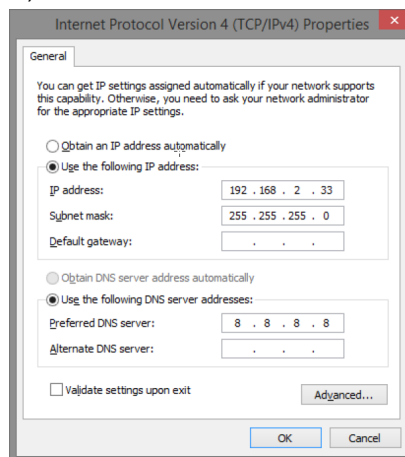 Internet Protocol Version 4 (TCP/IPv4) Properties
General
You can get IP settings assigned automatically if your network supports
this capability. Otherwise, you need to ask your network administrator
for the appropriate IP settings.
Obtain an IP address automatically
Use the following IP address:
IP address: 192 . 168 . 2 . 33
Subnet mask: 255 . 255 . 255 . 0
Default gateway: . . .
Obtain DNS server address automatically
Use the following DNS server addresses:
Preferred DNS server: 8 . 8 . 8 . 8
Alternate DNS server: . . .
Validate settings upon exit
Advanced...
OK Cancel